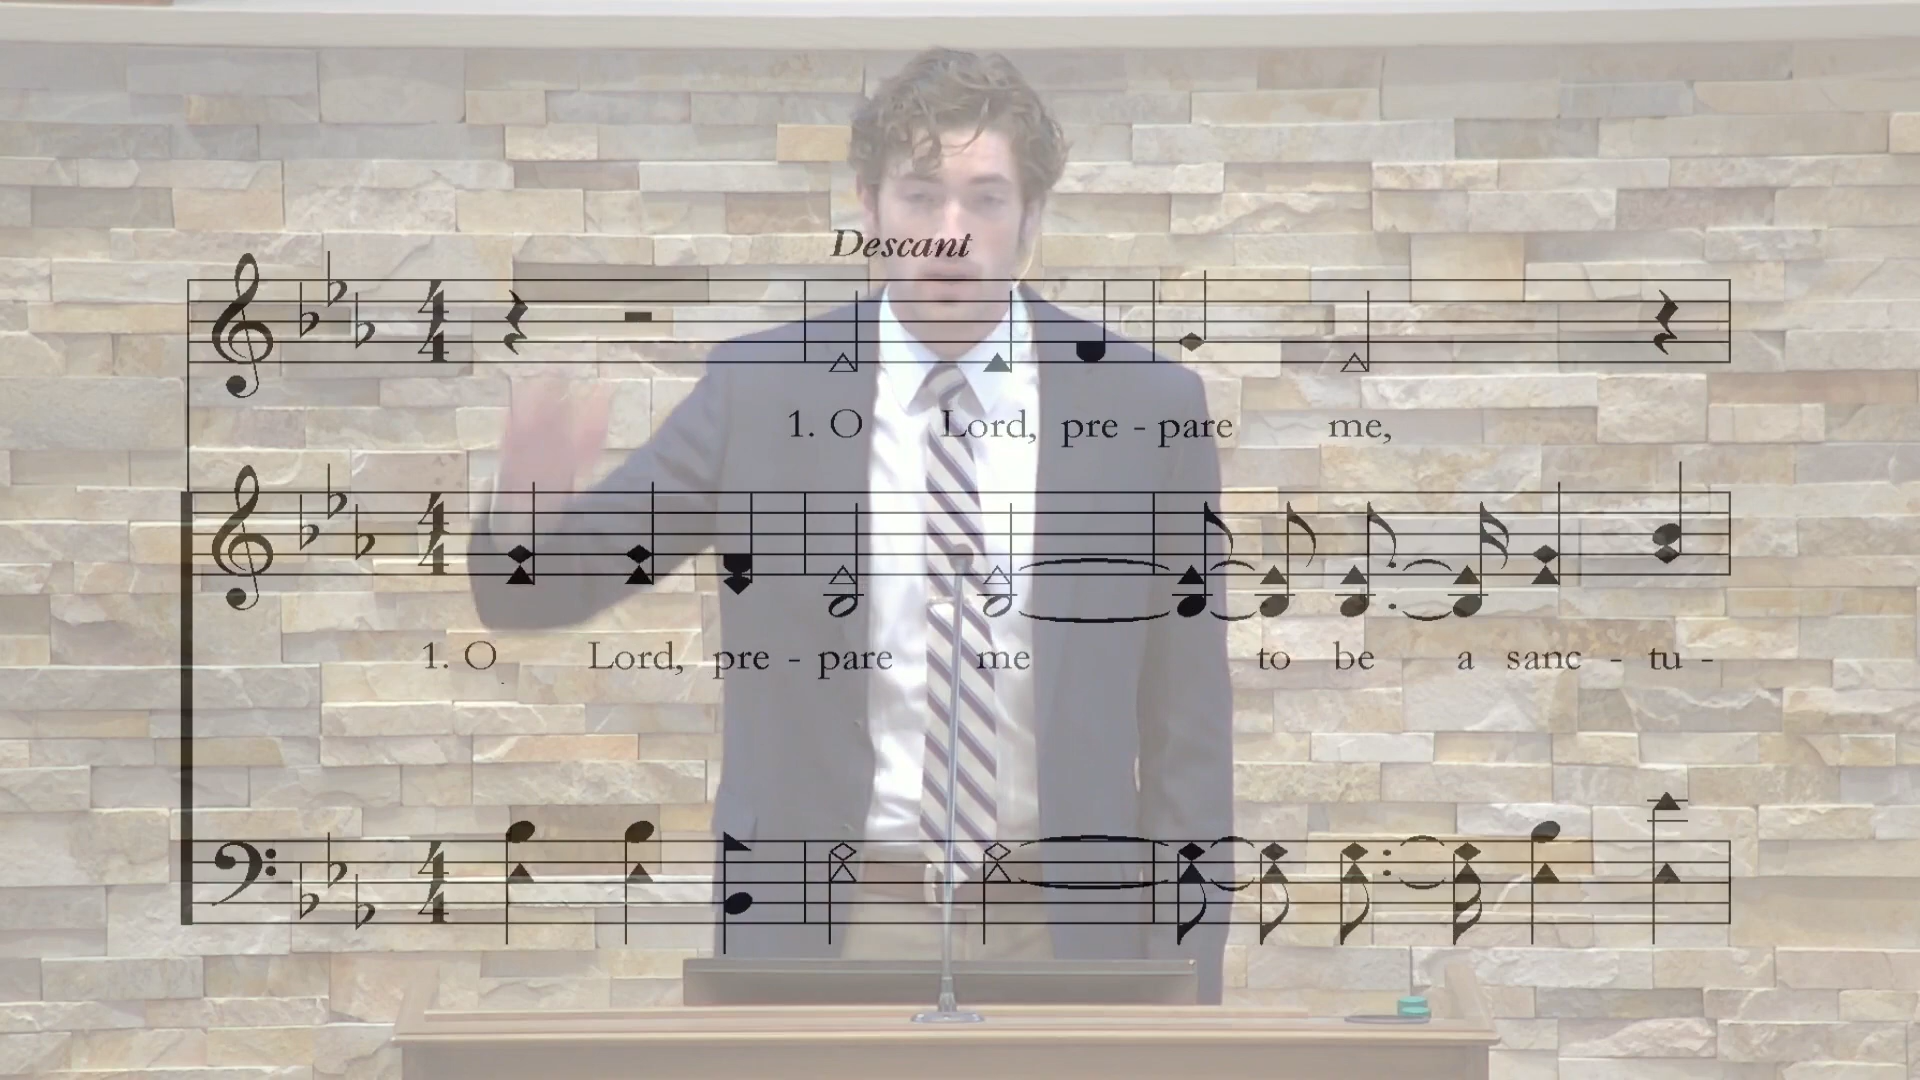 Descant
1. O Lord, pre - pare me,
1. O Lord, pre - pare me to be a sanc - tu -